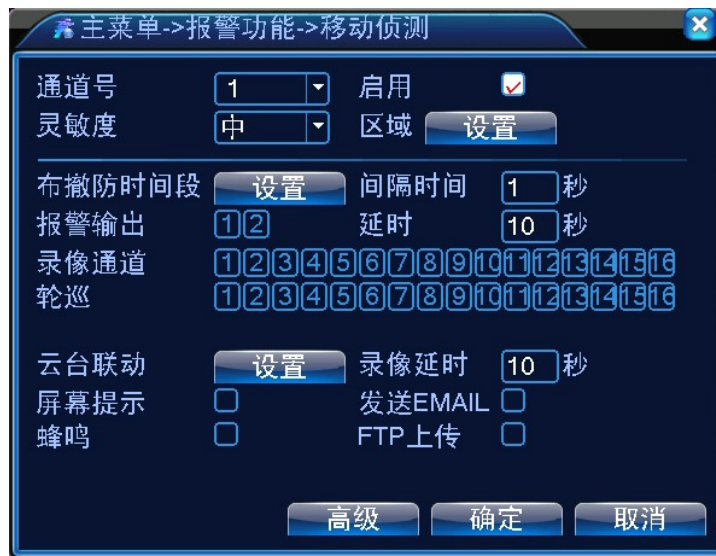 主菜单->报警功能->移动侦测
通道号 1 启用
灵敏度 中 区域 设置
布撤防时间段 设置 间隔时间 1 秒
报警输出 1 2 延时 10 秒
录像通道 1 2 3 4 5 6 7 8 9 10 11 12 13 14 15 16
轮巡 1 2 3 4 5 6 7 8 9 10 11 12 13 14 15 16
云台联动 设置 录像延时 10 秒
屏幕提示 发送EMAIL
蜂鸣 FTP上传
高级 确定 取消